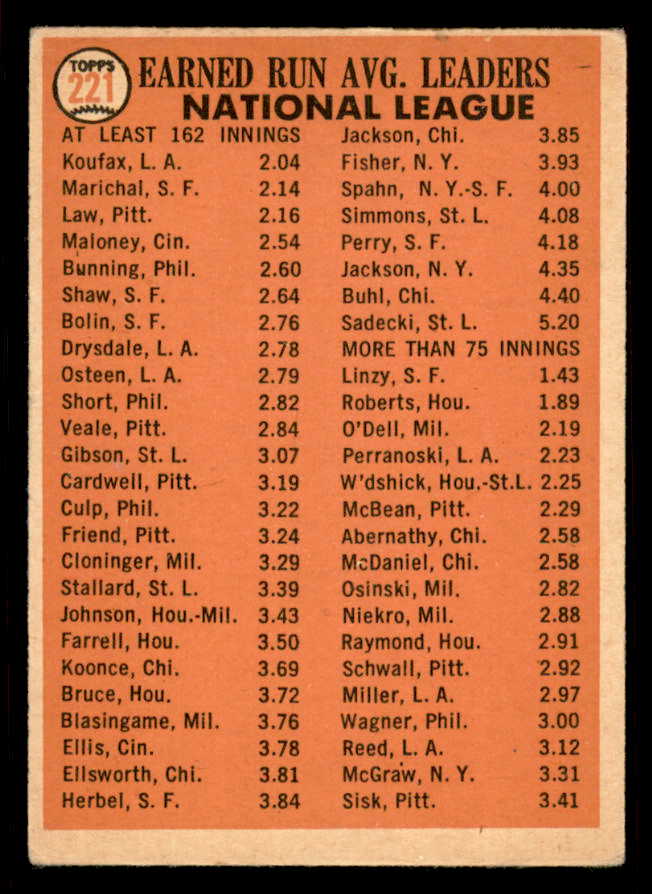 TOPPS
221
EARNED RUN AVG. LEADERS
NATIONAL LEAGUE
AT LEAST 162 INNINGS
Koufax, L. A. 2.04
Marichal, S. F. 2.14
Law, Pitt. 2.16
Maloney, Cin. 2.54
Bunning, Phil. 2.60
Shaw, S. F. 2.64
Bolin, S. F. 2.76
Drysdale, L. A. 2.78
Osteen, L. A. 2.79
Short, Phil. 2.82
Veale, Pitt. 2.84
Gibson, St. L. 3.07
Cardwell, Pitt. 3.19
Culp, Phil. 3.22
Friend, Pitt. 3.24
Cloninger, Mil. 3.29
Stallard, St. L. 3.39
Johnson, Hou.-Mil. 3.43
Farrell, Hou. 3.50
Koonce, Chi. 3.69
Bruce, Hou. 3.72
Blasingame, Mil. 3.76
Ellis, Cin. 3.78
Ellsworth, Chi. 3.81
Herbel, S. F. 3.84
Jackson, Chi. 3.85
Fisher, N. Y. 3.93
Spahn, N. Y.-S. F. 4.00
Simmons, St. L. 4.08
Perry, S. F. 4.18
Jackson, N. Y. 4.35
Buhl, Chi. 4.40
Sadecki, St. L. 5.20
MORE THAN 75 INNINGS
Linzy, S. F. 1.43
Roberts, Hou. 1.89
O'Dell, Mil. 2.19
Perranoski, L. A. 2.23
W'dshick, Hou.-St.L. 2.25
McBean, Pitt. 2.29
Abernathy, Chi. 2.58
McDaniel, Chi. 2.58
Osinski, Mil. 2.82
Niekro, Mil. 2.88
Raymond, Hou. 2.91
Schwall, Pitt. 2.92
Miller, L. A. 2.97
Wagner, Phil. 3.00
Reed, L. A. 3.12
McGraw, N. Y. 3.31
Sisk, Pitt. 3.41